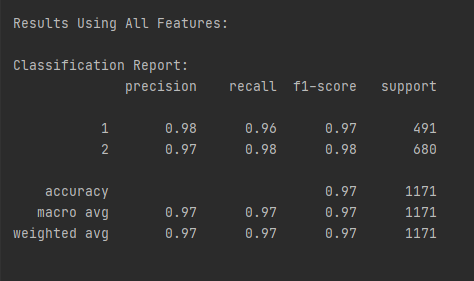 Results Using All Features:
Classification Report:
precision recall f1-score support
1 0.98 0.96 0.97 491
2 0.97 0.98 0.98 680
accuracy 0.97 1171
macro avg 0.97 0.97 0.97 1171
weighted avg 0.97 0.97 0.97 1171